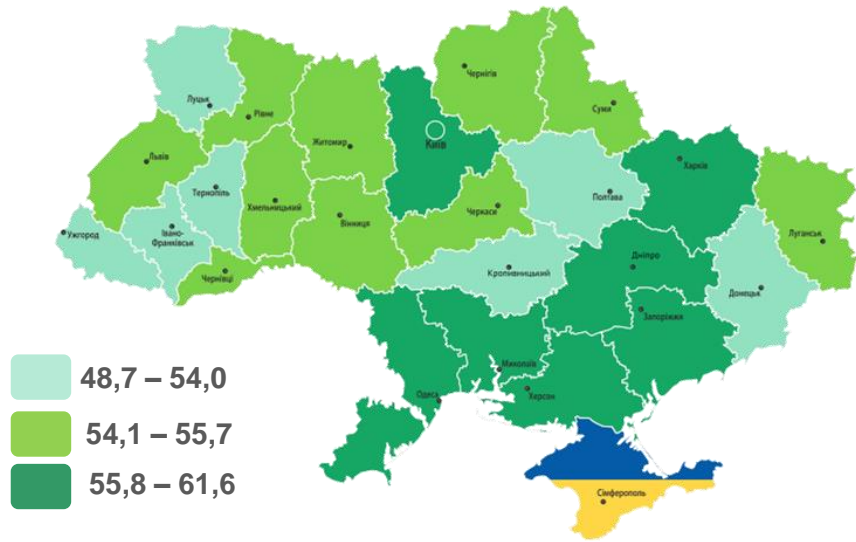 Чернігів
Луцьк
Суми
Рівне
Київ
Житомир
Харків
Львів
Тернопіль
Полтава
Хмельницький
Черкаси
Вінниця
Івано-
Франківськ
Ужгород
Луганськ
Дніпро
Чернівці
Кропивницький
Донецьк
Запоріжжя
Миколаїв
Херсон
Одеса
48,7 – 54,0
54,1 – 55,7
55,8 – 61,6
Сімферополь